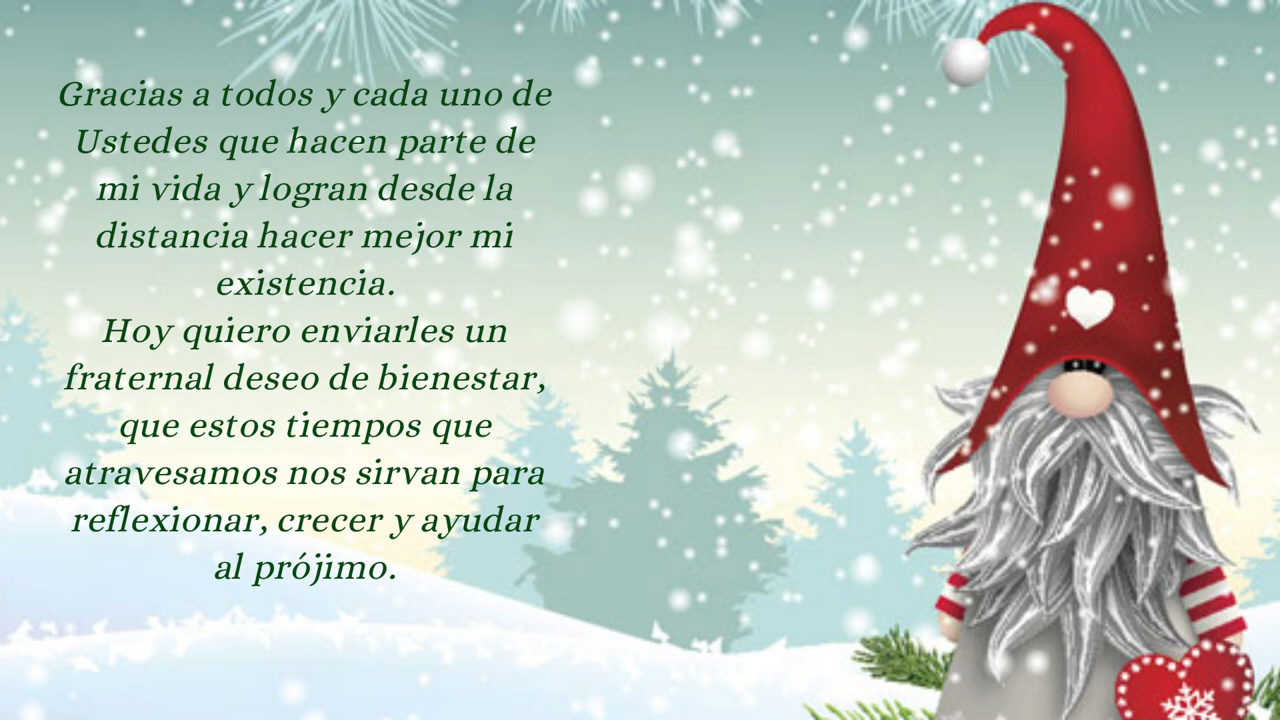 Gracias a todos y cada uno de
Ustedes que hacen parte de
mi vida y logran desde la
distancia hacer mejor mi
existencia.
Hoy quiero enviarles un
fraternal deseo de bienestar,
que estos tiempos que
atravesamos nos sirvan para
reflexionar, crecer y ayudar
al prójimo.